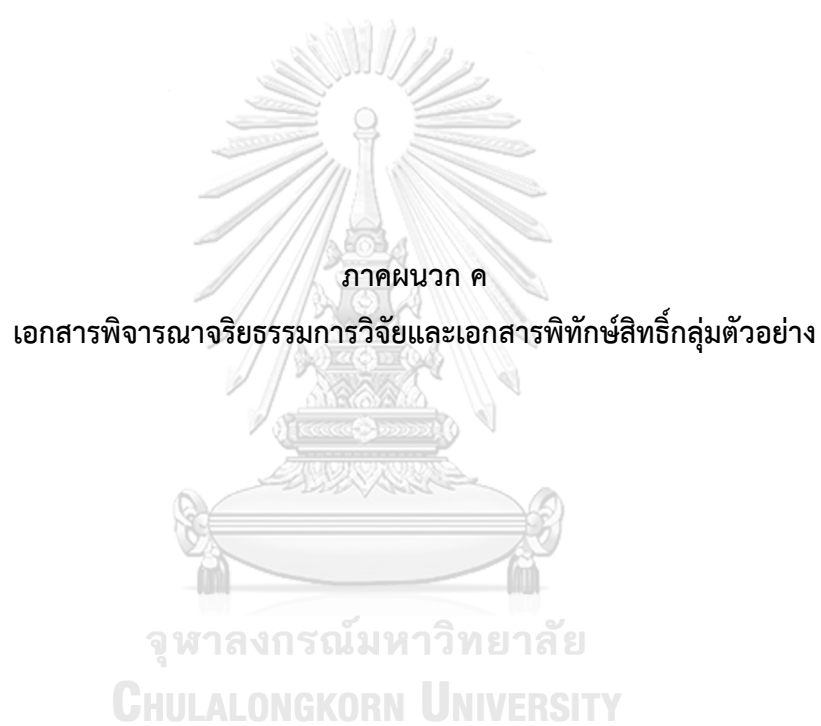 ภาคผนวก ค
เอกสารพิจารณาจริยธรรมการวิจัยและเอกสารพิทักษ์สิทธิ์กลุ่มตัวอย่าง
จุฬาลงกรณ์มหาวิทยาลัย
CHULALONGKORN UNIVERSITY